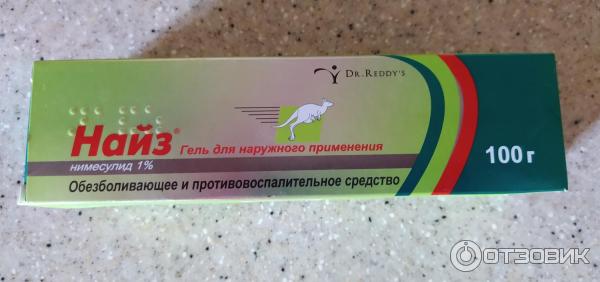 Dr. Reddy's
Найз®
Гель для наружного применения
нимесулид 1%
Обезболивающее и противовоспалительное средство
100 г
ОТЗОВИК